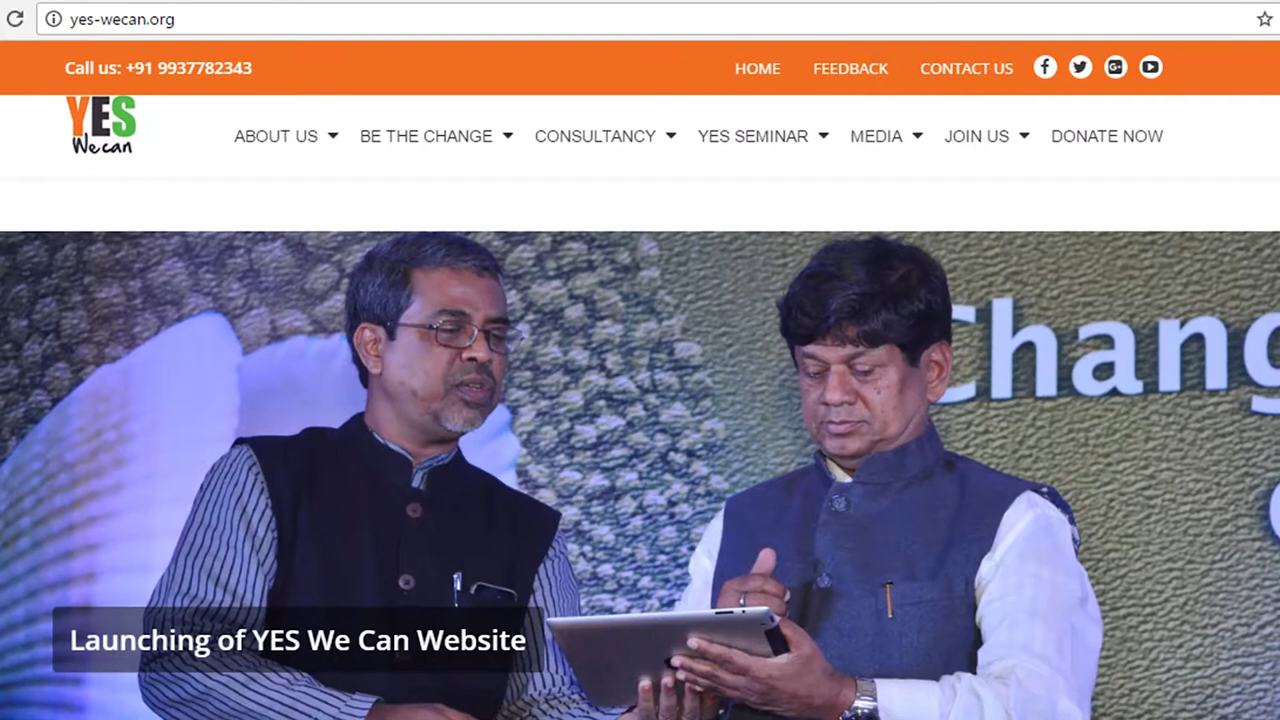 yes-wecan.org
Call us: +91 9937782343
HOME FEEDBACK CONTACT US
YES
We can
ABOUT US BE THE CHANGE CONSULTANCY YES SEMINAR MEDIA JOIN US DONATE NOW
Chang
Launching of YES We Can Website